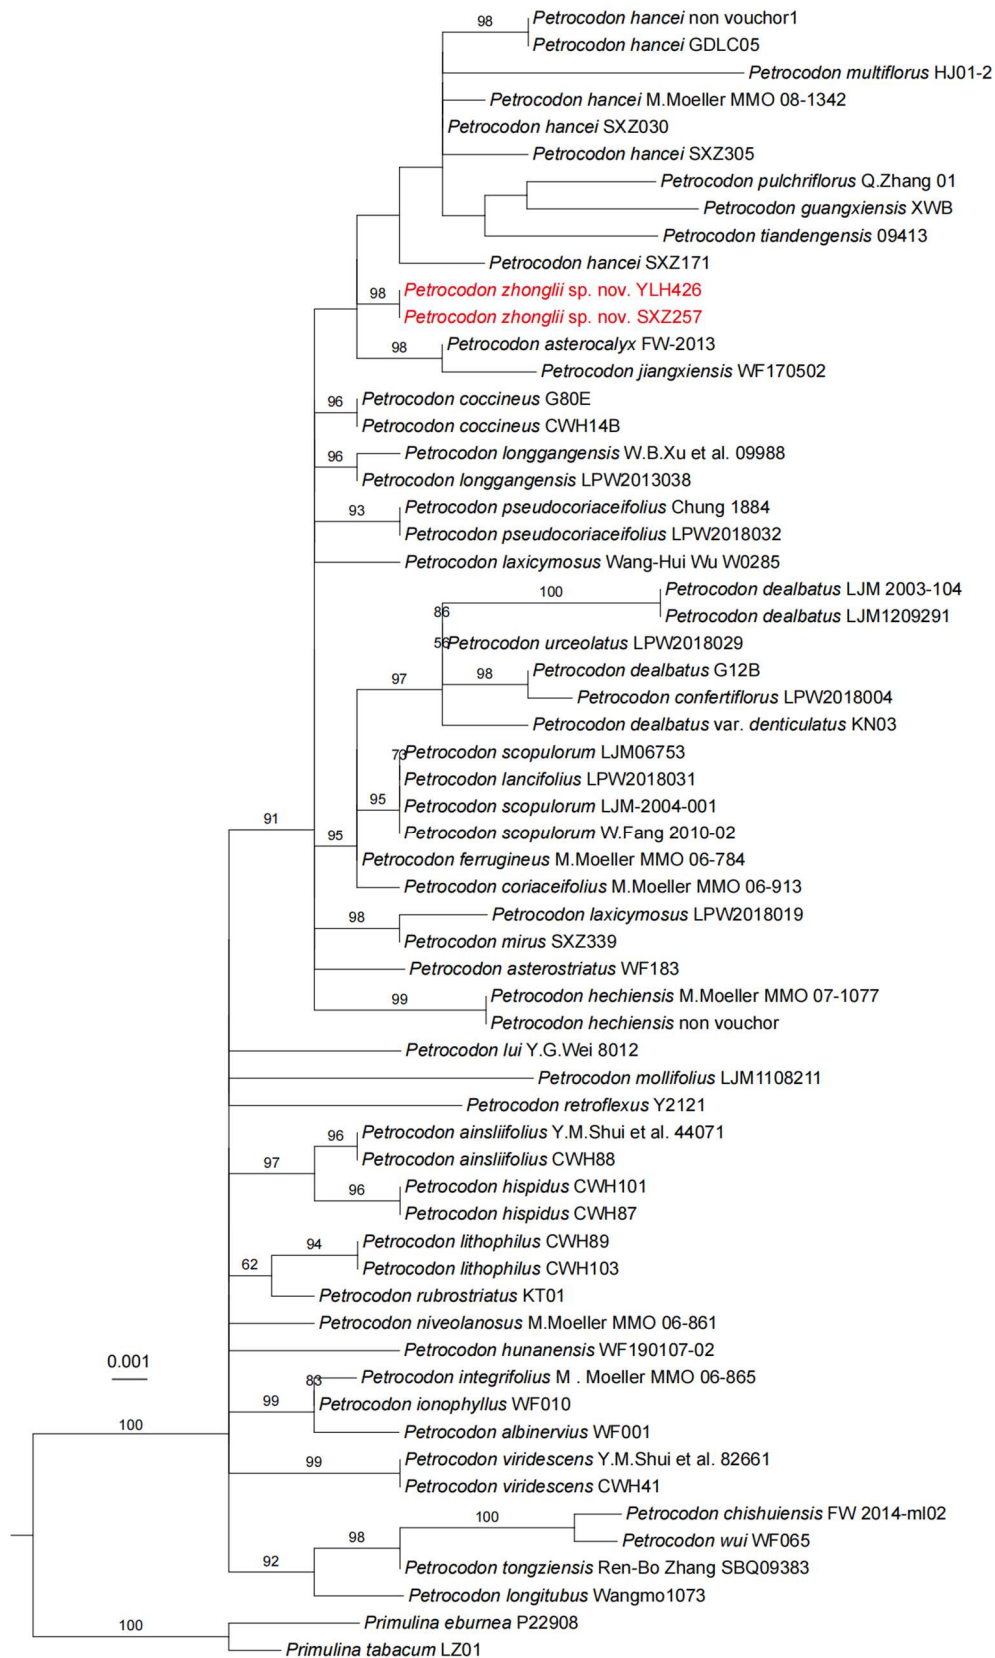 98
Petrocodon hancei non vouchor1
Petrocodon hancei GDLC05
Petrocodon multiflorus HJ01-2
Petrocodon hancei M.Moeller MMO 08-1342
Petrocodon hancei SXZ030
Petrocodon hancei SXZ305
Petrocodon pulchriflorus Q.Zhang 01
Petrocodon guangxiensis XWB
Petrocodon tiandengensis 09413
Petrocodon hancei SXZ171
98
Petrocodon zhonglii sp. nov. YLH426
Petrocodon zhonglii sp. nov. SXZ257
98
Petrocodon asterocalyx FW-2013
Petrocodon jiangxiensis WF170502
96
Petrocodon coccineus G80E
Petrocodon coccineus CWH14B
96
Petrocodon longgangensis W.B.Xu et al. 09988
Petrocodon longgangensis LPW2013038
93
Petrocodon pseudocoriaceifolius Chung 1884
Petrocodon pseudocoriaceifolius LPW2018032
Petrocodon laxicymosus Wang-Hui Wu W0285
100
Petrocodon dealbatus LJM 2003-104
86
Petrocodon dealbatus LJM1209291
56
Petrocodon urceolatus LPW2018029
97
98
Petrocodon dealbatus G12B
Petrocodon confertiflorus LPW2018004
Petrocodon dealbatus var. denticulatus KN03
73
Petrocodon scopulorum LJM06753
Petrocodon lancifolius LPW2018031
95
Petrocodon scopulorum LJM-2004-001
Petrocodon scopulorum W.Fang 2010-02
91
95
Petrocodon ferrugineus M.Moeller MMO 06-784
Petrocodon coriaceifolius M.Moeller MMO 06-913
98
Petrocodon laxicymosus LPW2018019
Petrocodon mirus SXZ339
Petrocodon asterostriatus WF183
99
Petrocodon hechiensis M.Moeller MMO 07-1077
Petrocodon hechiensis non vouchor
Petrocodon lui Y.G.Wei 8012
Petrocodon mollifolius LJM1108211
Petrocodon retroflexus Y2121
96
Petrocodon ainsliifolius Y.M.Shui et al. 44071
97
Petrocodon ainsliifolius CWH88
96
Petrocodon hispidus CWH101
Petrocodon hispidus CWH87
94
Petrocodon lithophilus CWH89
62
Petrocodon lithophilus CWH103
Petrocodon rubrostriatus KT01
Petrocodon niveolanosus M.Moeller MMO 06-861
Petrocodon hunanensis WF190107-02
0.001
83
Petrocodon integrifolius M . Moeller MMO 06-865
99
Petrocodon ionophyllus WF010
100
Petrocodon albinervius WF001
99
Petrocodon viridescens Y.M.Shui et al. 82661
Petrocodon viridescens CWH41
100
Petrocodon chishuiensis FW 2014-ml02
98
Petrocodon wui WF065
92
Petrocodon tongziensis Ren-Bo Zhang SBQ09383
Petrocodon longitubus Wangmo1073
100
Primulina eburnea P22908
Primulina tabacum LZ01